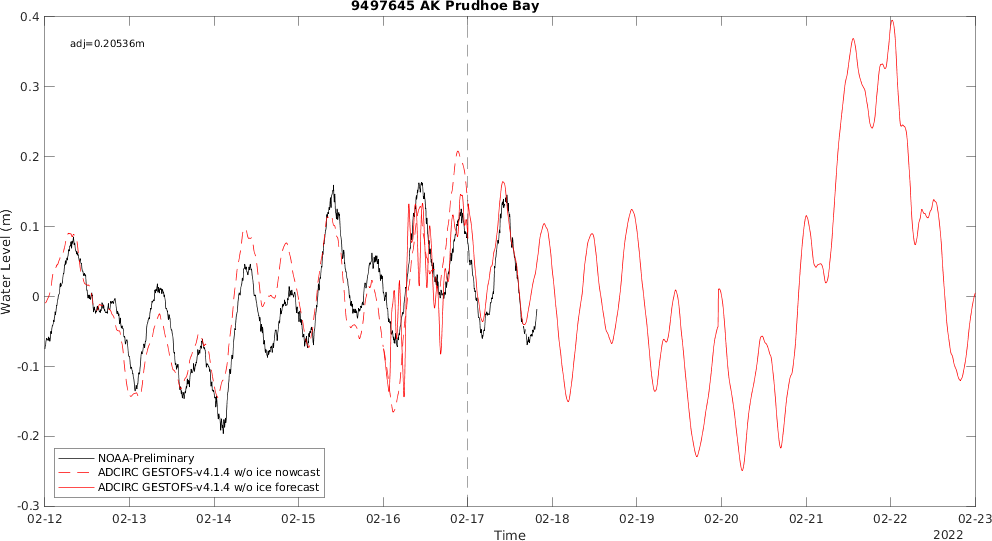 9497645 AK Prudhoe Bay
adj=0.20536m
Water Level (m)
0.4
0.3
0.2
0.1
0
-0.1
-0.2
-0.3
NOAA-Preliminary
ADCIRC GESTOFS-v4.1.4 w/o ice nowcast
ADCIRC GESTOFS-v4.1.4 w/o ice forecast
02-12 02-13 02-14 02-15 02-16 02-17 02-18 02-19 02-20 02-21 02-22 02-23
Time
2022